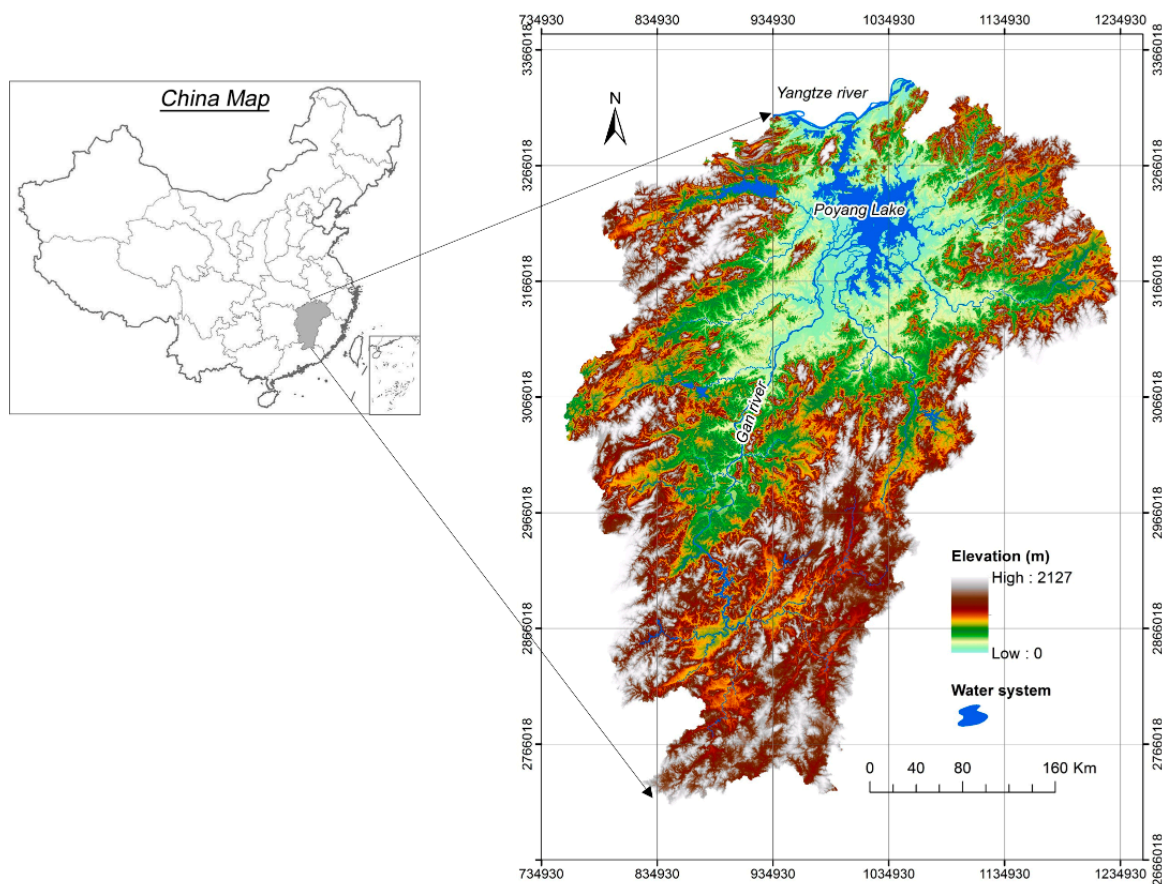 China Map
734930 834930 934930 1034930 1134930 1234930
3366018 3366018
3266018 3266018
3166018 3166018
3066018 3066018
2966018 2966018
2866018 2866018
2766018 2766018
2666018
N
Yangtze river
Poyang Lake
Gan river
Elevation (m)
High : 2127
Low : 0
Water system
0 40 80 160 Km
734930 834930 934930 1034930 1134930 1234930